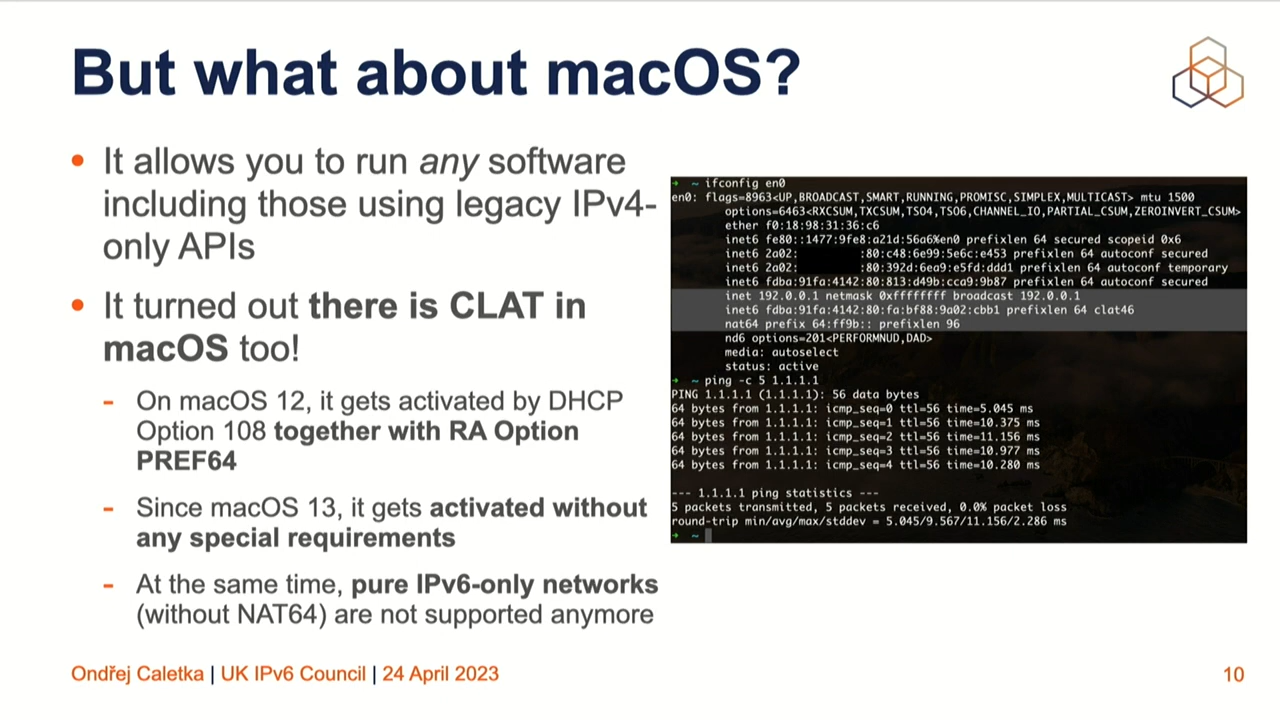 But what about macOS?
• It allows you to run any software
including those using legacy IPv4-
only APIs
• It turned out there is CLAT in
macOS too!
- On macOS 12, it gets activated by DHCP
Option 108 together with RA Option
PREF64
- Since macOS 13, it gets activated without
any special requirements
- At the same time, pure IPv6-only networks
(without NAT64) are not supported anymore
→ ~ ifconfig en0
en0: flags=8963<UP,BROADCAST,SMART,RUNNING,PROMISC,SIMPLEX,MULTICAST> mtu 1500
options=6463<RXCSUM,TXCSUM,TSO4,TSO6,CHANNEL_IO,PARTIAL_CSUM,ZEROINVERT_CSUM>
ether f0:18:98:31:36:c6
inet6 fe80::1477:9fe8:a21d:56a6%en0 prefixlen 64 secured scopeid 0x6
inet6 2a02: :80:c48:6e99:5e6c:e453 prefixlen 64 autoconf secured
inet6 2a02: :80:392d:6ea9:e5fd:ddd1 prefixlen 64 autoconf temporary
inet6 fdba:91fa:4142:80:813:d49b:cca9:9b87 prefixlen 64 autoconf secured
inet 192.0.0.1 netmask 0xffffffff broadcast 192.0.0.1
inet6 fdba:91fa:4142:80:fa:bf88:9a02:cbb1 prefixlen 64 clat46
nat64 prefix 64:ff9b:: prefixlen 96
nd6 options=201<PERFORMNUD,DAD>
media: autoselect
status: active
→ ~ ping -c 5 1.1.1.1
PING 1.1.1.1 (1.1.1.1): 56 data bytes
64 bytes from 1.1.1.1: icmp_seq=0 ttl=56 time=5.045 ms
64 bytes from 1.1.1.1: icmp_seq=1 ttl=56 time=10.375 ms
64 bytes from 1.1.1.1: icmp_seq=2 ttl=56 time=11.156 ms
64 bytes from 1.1.1.1: icmp_seq=3 ttl=56 time=10.977 ms
64 bytes from 1.1.1.1: icmp_seq=4 ttl=56 time=10.280 ms
--- 1.1.1.1 ping statistics ---
5 packets transmitted, 5 packets received, 0.0% packet loss
round-trip min/avg/max/stddev = 5.045/9.567/11.156/2.286 ms
→ ~
Ondřej Caletka | UK IPv6 Council | 24 April 2023
10